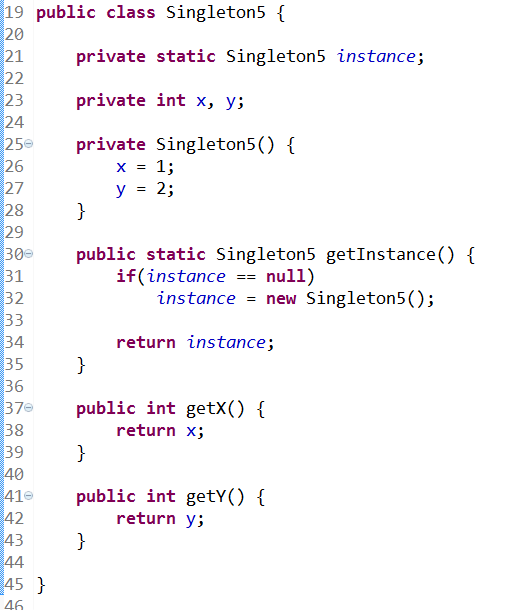 19 public class Singleton5 {
20
21     private static Singleton5 instance;
22
23     private int x, y;
24
25     private Singleton5() {
26         x = 1;
27         y = 2;
28     }
29
30     public static Singleton5 getInstance() {
31         if(instance == null)
32             instance = new Singleton5();
33
34         return instance;
35     }
36
37     public int getX() {
38         return x;
39     }
40
41     public int getY() {
42         return y;
43     }
44
45 }
46